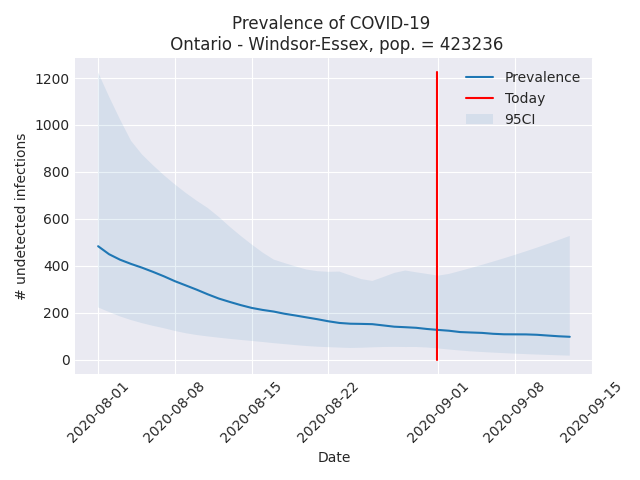 Prevalence of COVID-19
Ontario - Windsor-Essex, pop. = 423236
Prevalence
Today
95CI
# undetected infections
1200
1000
800
600
400
200
0
2020-08-01
2020-08-08
2020-08-15
2020-08-22
2020-09-01
2020-09-08
2020-09-15
Date